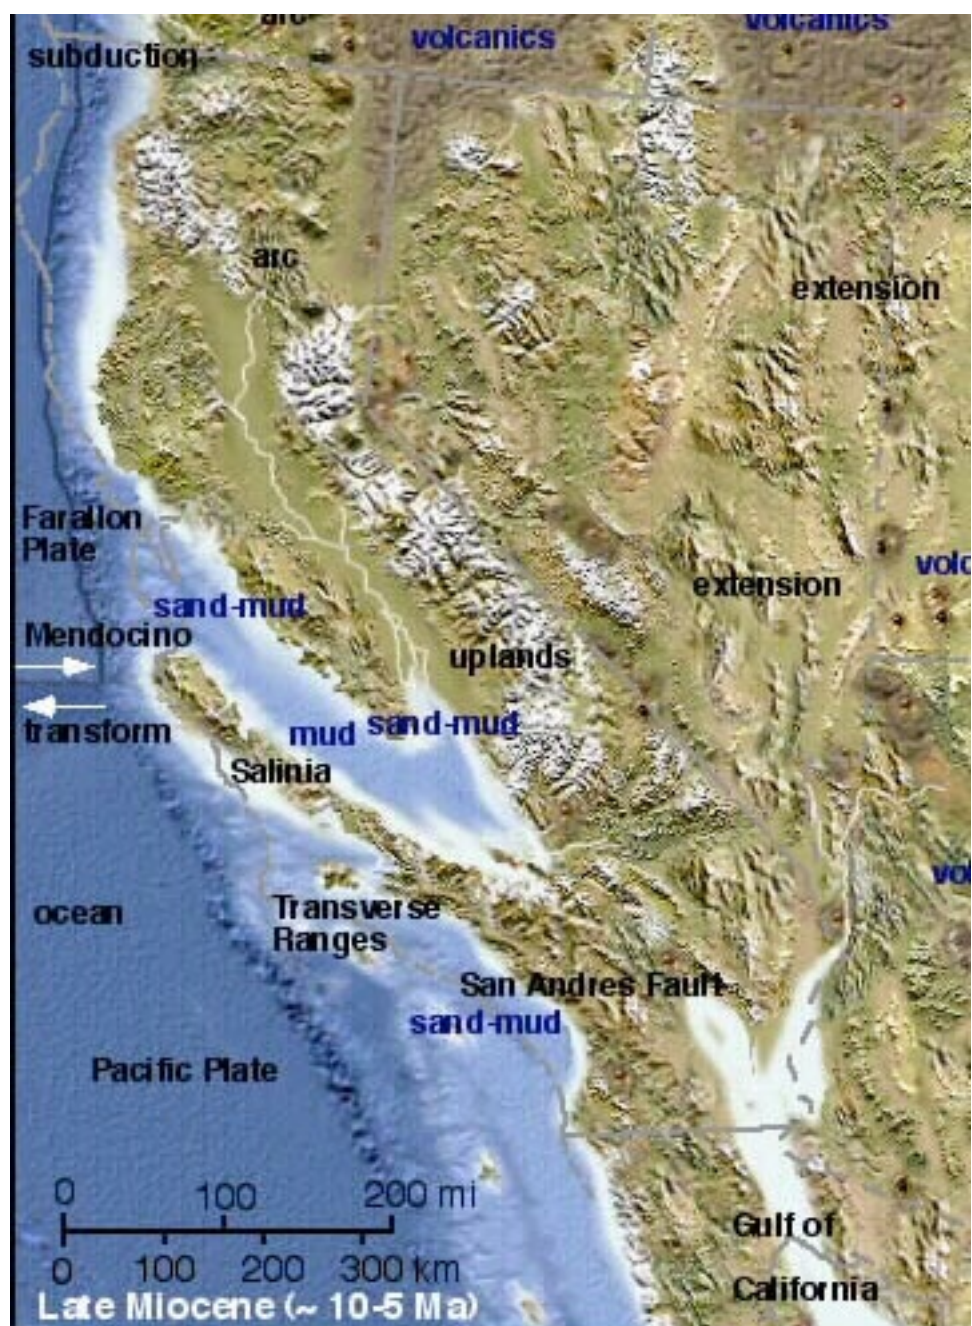 arc
volcanics
volcanics
subduction
arc
extension
Farallon
Plate
extension
sand-mud
Mendocino
uplands
mud
sand-mud
transform
Salinia
ocean
Transverse
Ranges
San Andres Fault
sand-mud
Pacific Plate
0 100 200 mi
Gulf of
California
0 100 200 300 km
Late Miocene (~ 10-5 Ma)